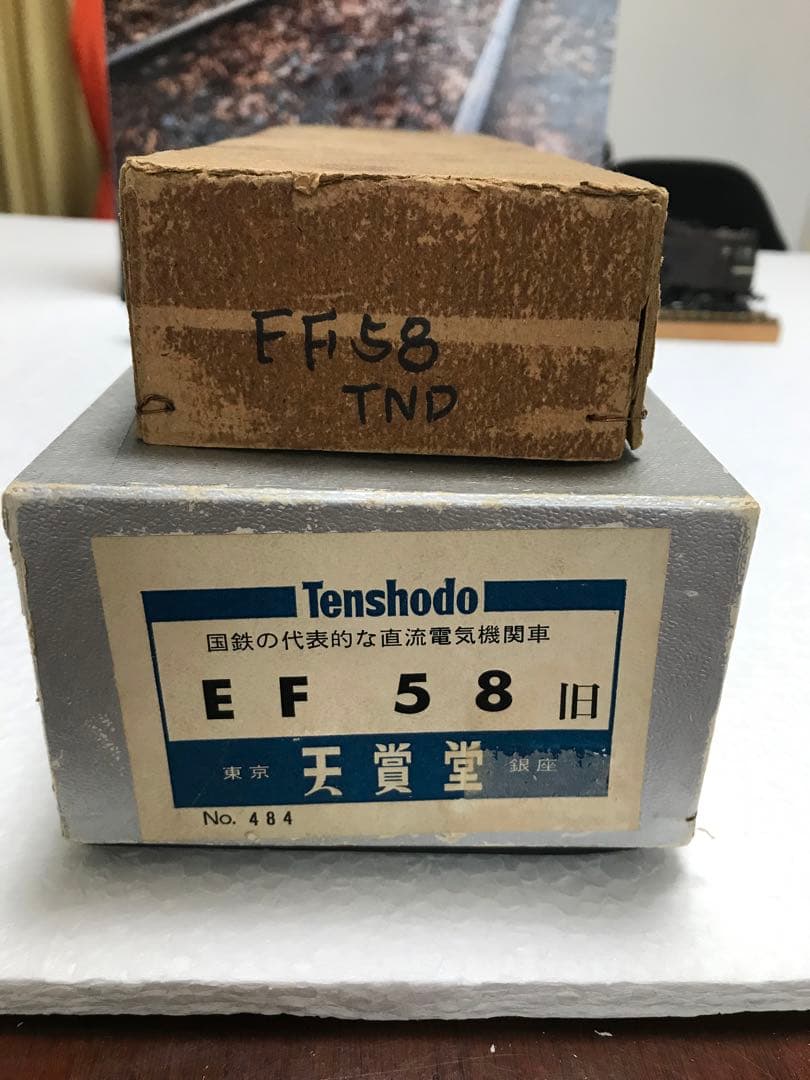 EF58
TND
Tenshodo
国鉄の代表的な直流電気機関車
EF 58 旧
東京 天賞堂 銀座
No. 484